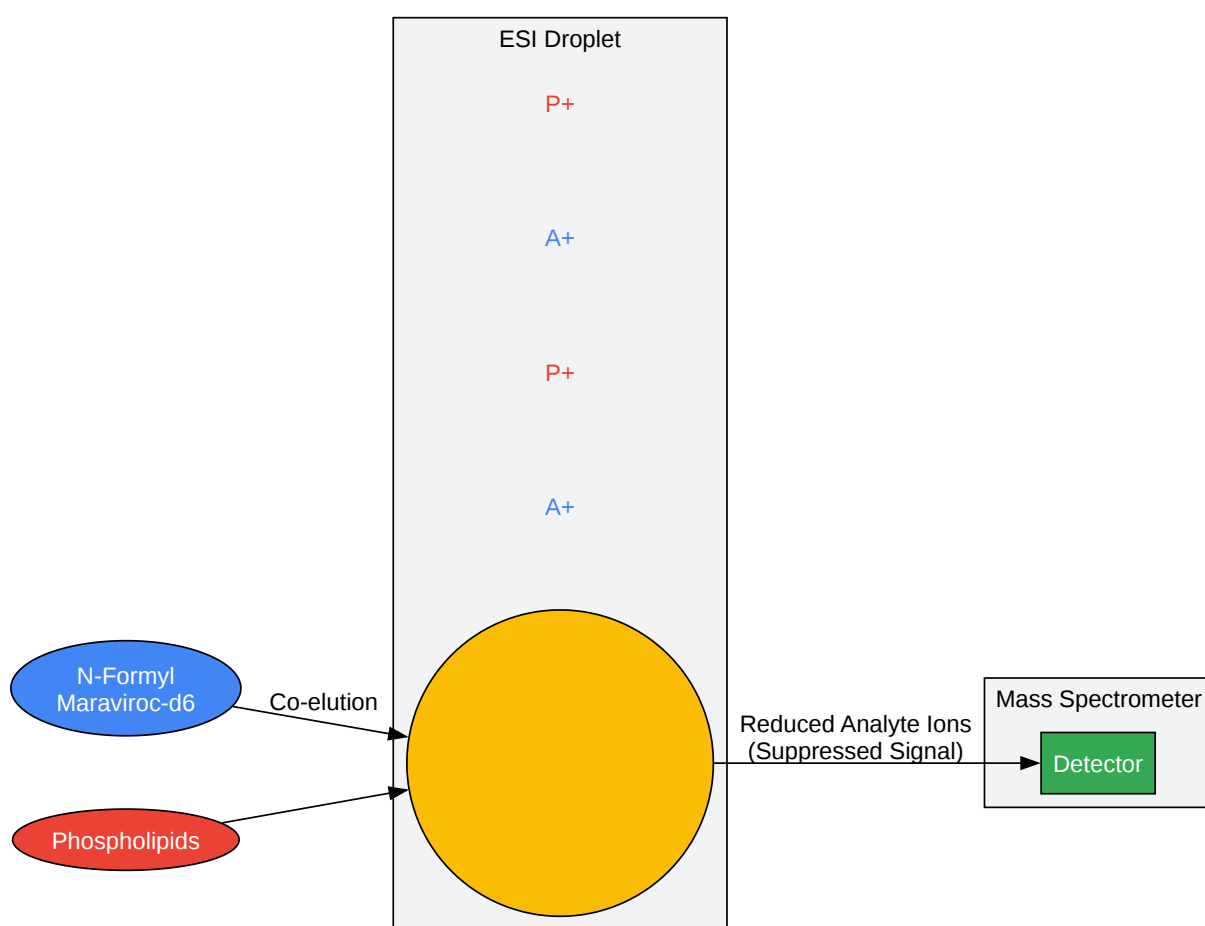 ESI Droplet
P+
A+
P+
A+
N-Formyl
Maraviroc-d6
Co-elution
Phospholipids
Reduced Analyte Ions
(Suppressed Signal)
Mass Spectrometer
Detector